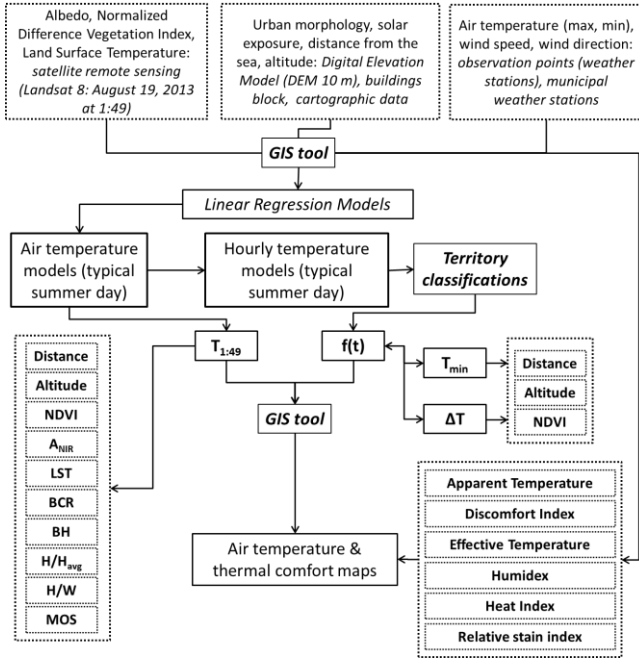 Albedo, Normalized
Difference Vegetation Index,
Land Surface Temperature:
satellite remote sensing
(Landsat 8: August 19, 2013
at 1:49)
Urban morphology, solar
exposure, distance from the
sea, altitude: Digital Elevation
Model (DEM 10 m), buildings
block, cartographic data
Air temperature (max, min),
wind speed, wind direction:
observation points (weather
stations), municipal
weather stations
GIS tool
Linear Regression Models
Air temperature
models (typical
summer day)
Hourly temperature
models (typical
summer day)
Territory
classifications
T1:49
f(t)
Tmin
ΔT
Distance
Altitude
NDVI
Distance
Altitude
NDVI
ANIR
LST
BCR
BH
H/Havg
H/W
MOS
GIS tool
Air temperature &
thermal comfort maps
Apparent Temperature
Discomfort Index
Effective Temperature
Humidex
Heat Index
Relative stain index